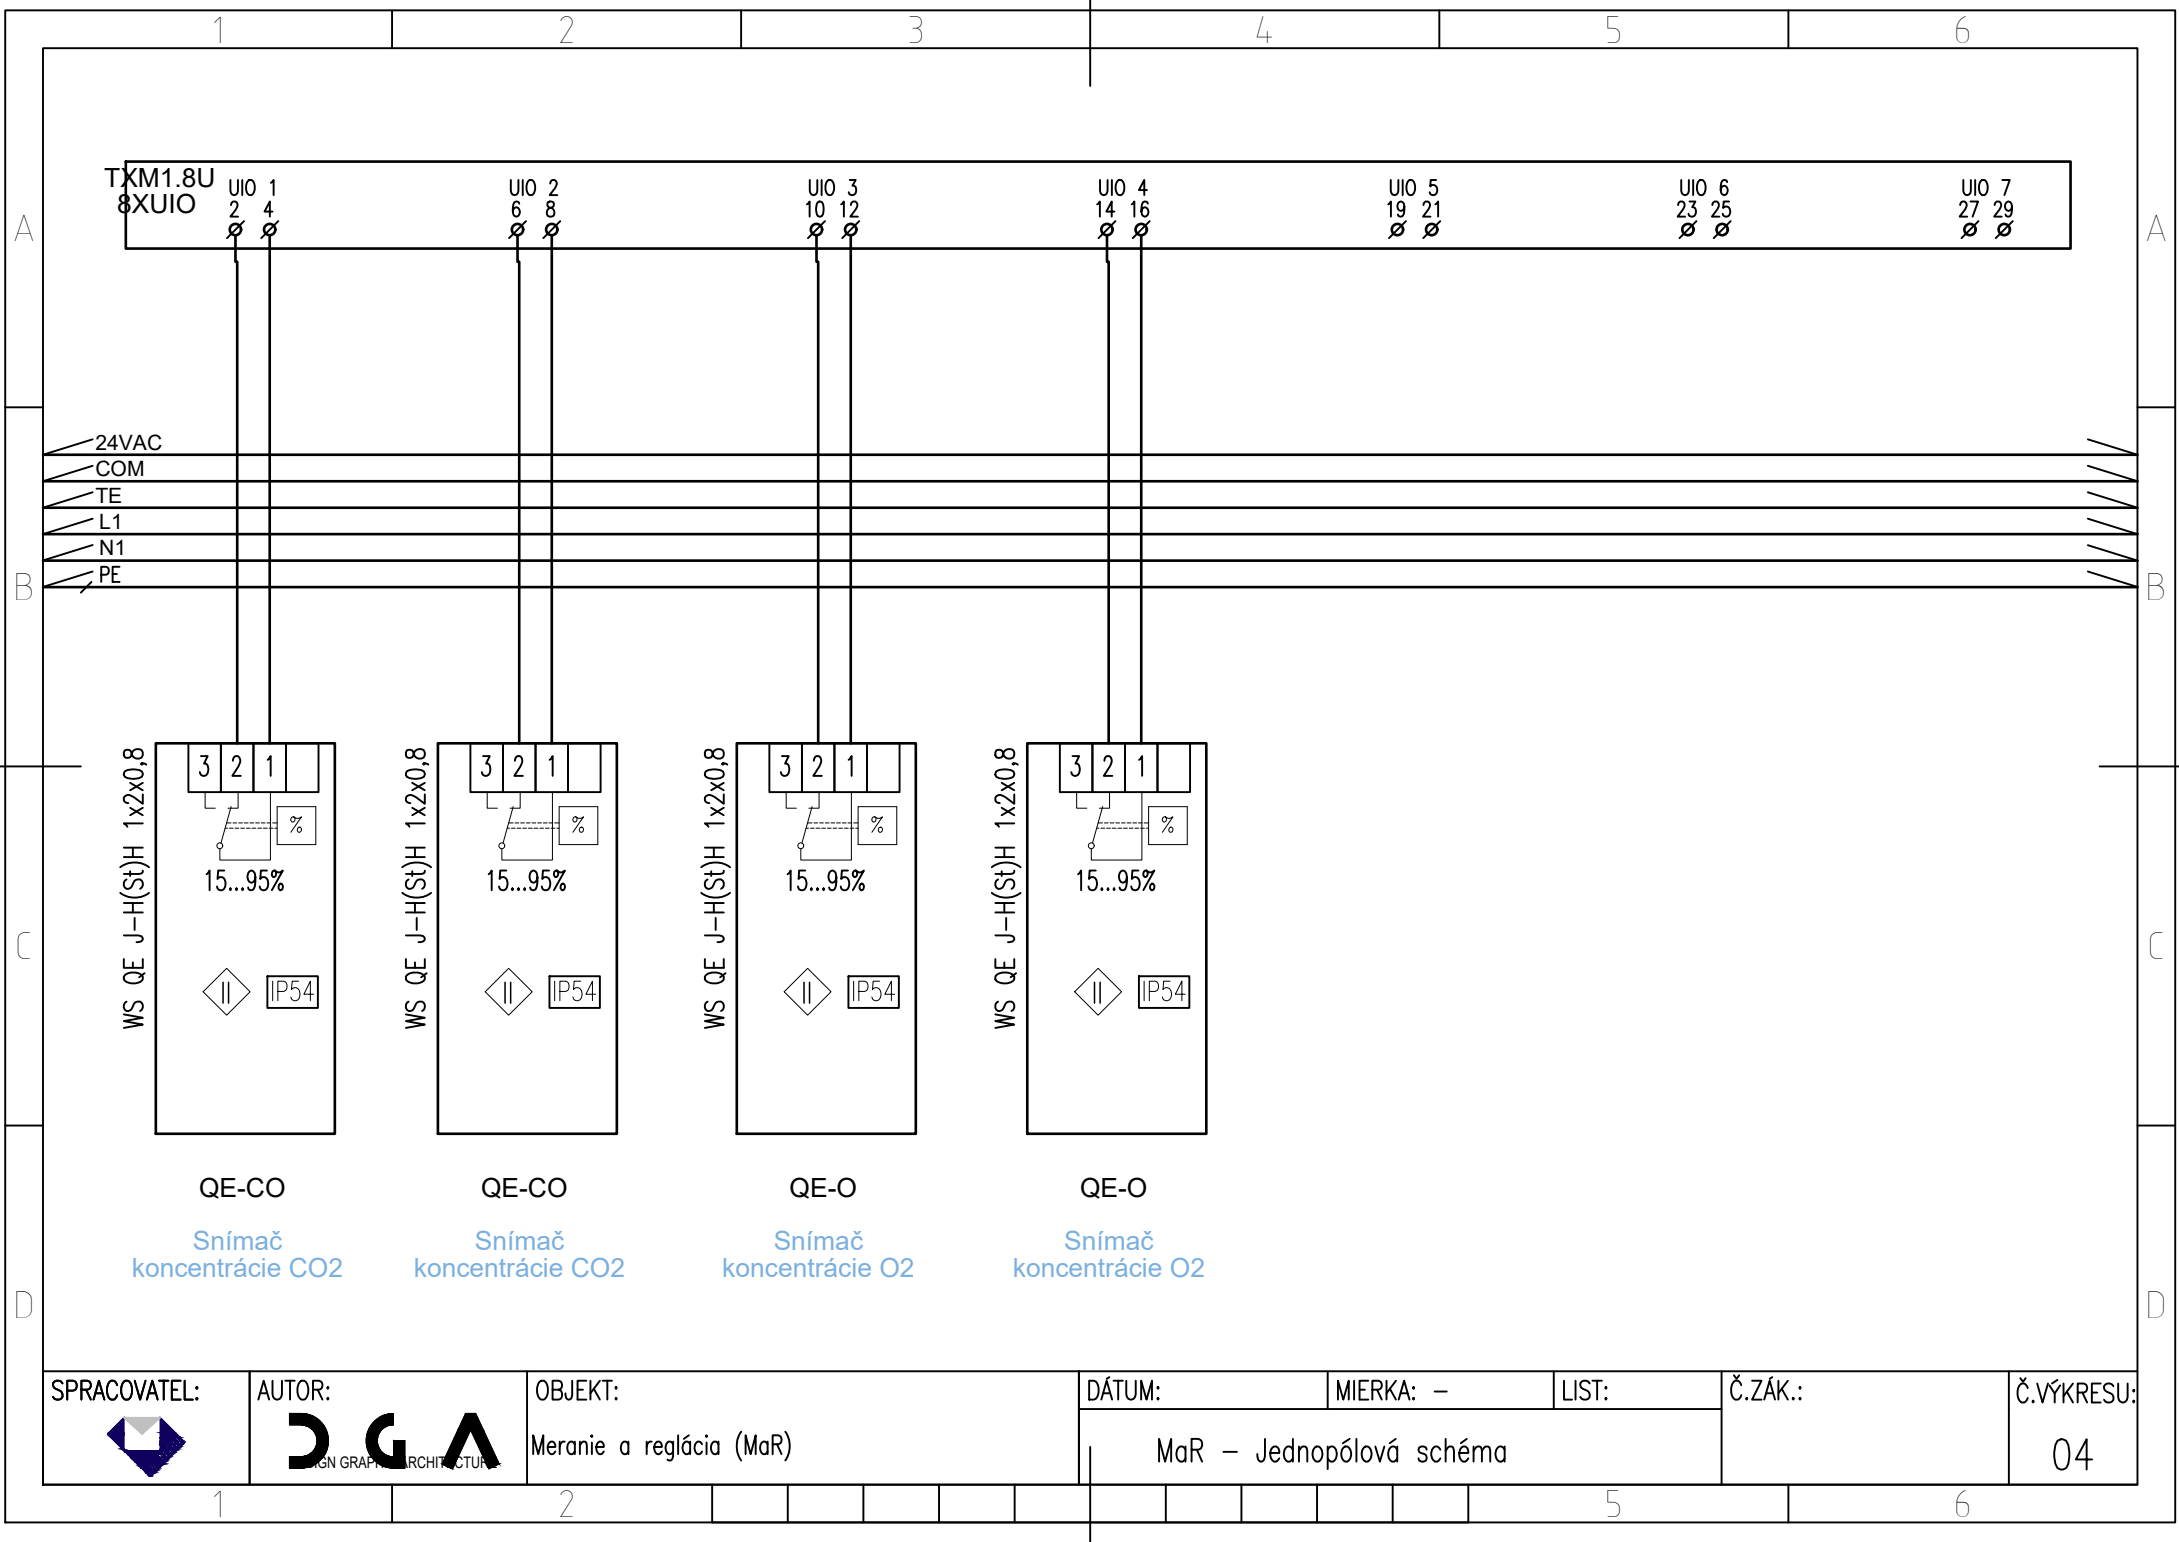 1 2 3 4 5 6
TXM1.8U
8XUIO
UIO 1 UIO 2 UIO 3 UIO 4 UIO 5 UIO 6 UIO 7
2 4 6 8 10 12 14 16 19 21 23 25 27 29
A A
24VAC
COM
TE
L1
N1
PE
B B
WS QE J-H(St)H 1x2x0,8
WS QE J-H(St)H 1x2x0,8
WS QE J-H(St)H 1x2x0,8
WS QE J-H(St)H 1x2x0,8
3 2 1 3 2 1 3 2 1 3 2 1
% % % %
15...95% 15...95% 15...95% 15...95%
C C
II IP54 II IP54 II IP54 II IP54
QE-CO QE-CO QE-O QE-O
Snímač
koncentrácie CO2
Snímač
koncentrácie CO2
Snímač
koncentrácie O2
Snímač
koncentrácie O2
D D
SPRACOVATEL:
AUTOR:
DGA
OBJEKT:
Meranie a reglácia (MaR)
DÁTUM:
MIERKA: -
LIST:
MaR - Jednopólová schéma
Č.ZÁK.:
Č.VÝKRESU:
04
1 2 5 6